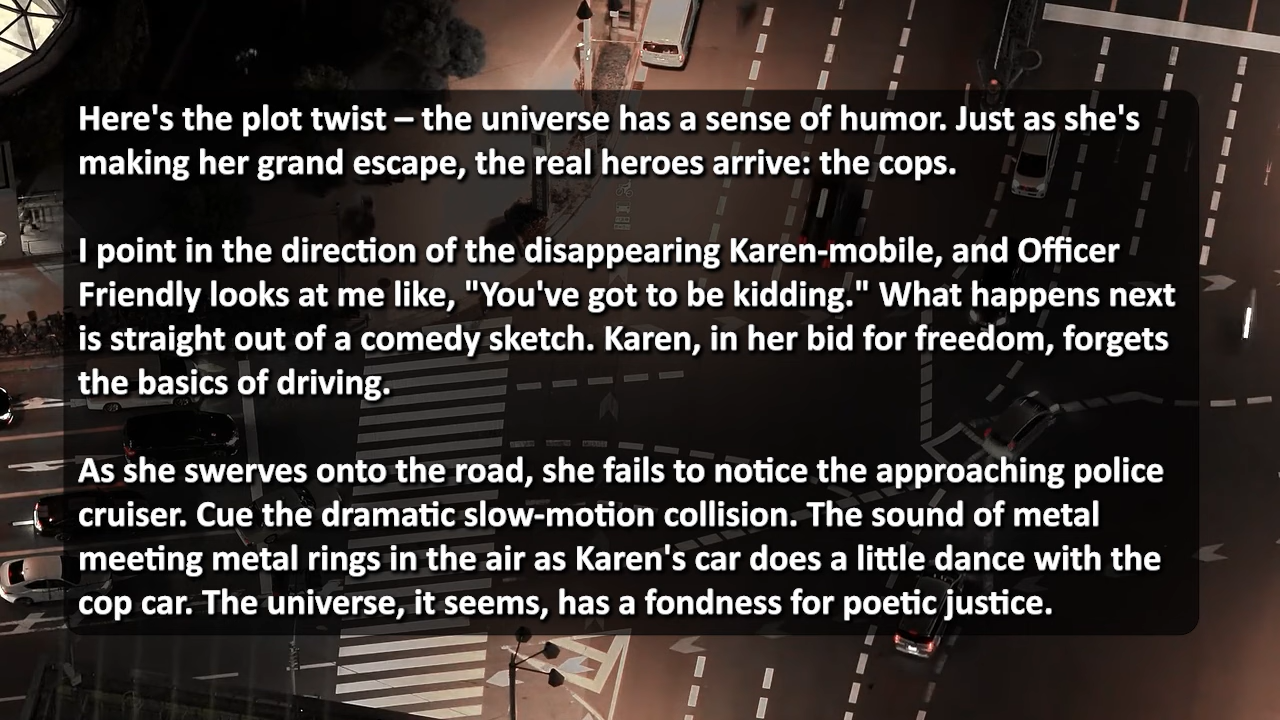 Here's the plot twist – the universe has a sense of humor. Just as she's
making her grand escape, the real heroes arrive: the cops.
I point in the direction of the disappearing Karen-mobile, and Officer
Friendly looks at me like, "You've got to be kidding." What happens next
is straight out of a comedy sketch. Karen, in her bid for freedom, forgets
the basics of driving.
As she swerves onto the road, she fails to notice the approaching police
cruiser. Cue the dramatic slow-motion collision. The sound of metal
meeting metal rings in the air as Karen's car does a little dance with the
cop car. The universe, it seems, has a fondness for poetic justice.